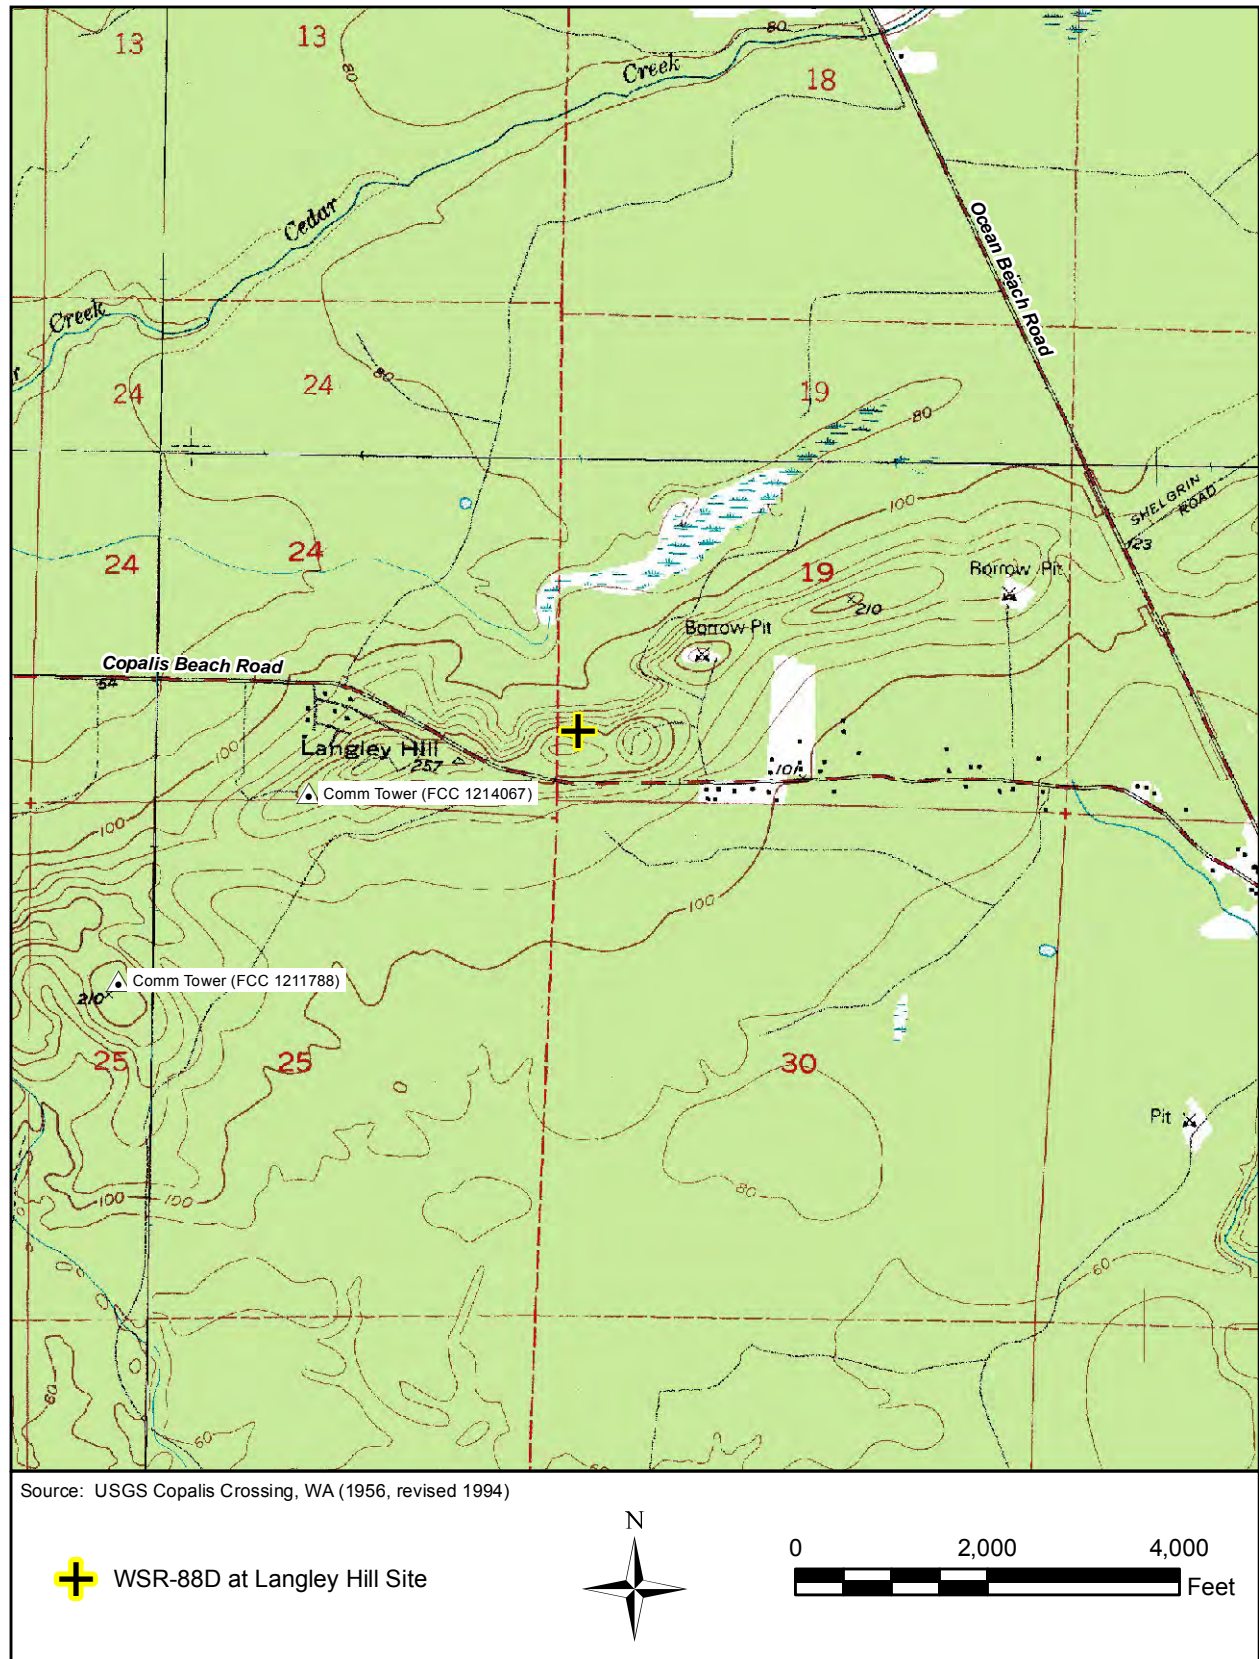 13
13
80
80
Creek
18
Cedar
Ocean Beach Road
Creek
r
80
24
24
19
80
100
SHELGRIN
ROAD
123
24
24
19
Borrow Pit
210
Borrow Pit
Copalis Beach Road
54
100
Langley Hill
257
101
Comm Tower (FCC 1214067)
100
100
Comm Tower (FCC 1211788)
210
25
25
30
Pit
100
100
80
60
60
60
Source: USGS Copalis Crossing, WA (1956, revised 1994)
N
WSR-88D at Langley Hill Site
0 2,000 4,000
Feet